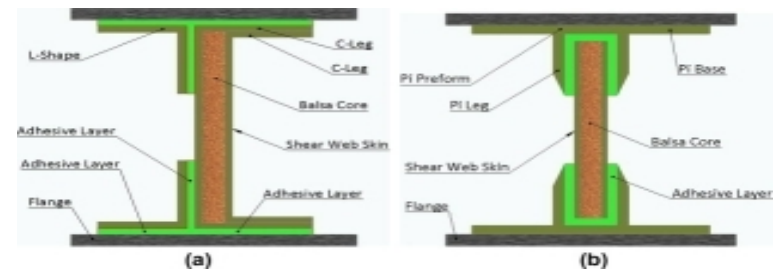 L-Shape
C-Leg
C-Leg
Balsa Core
Adhesive Layer
Shear Web Skin
Adhesive Layer
Adhesive Layer
Flange
(a)
Pi Preform
Pi Base
Pi Leg
Balsa Core
Shear Web Skin
Adhesive Layer
Flange
(b)